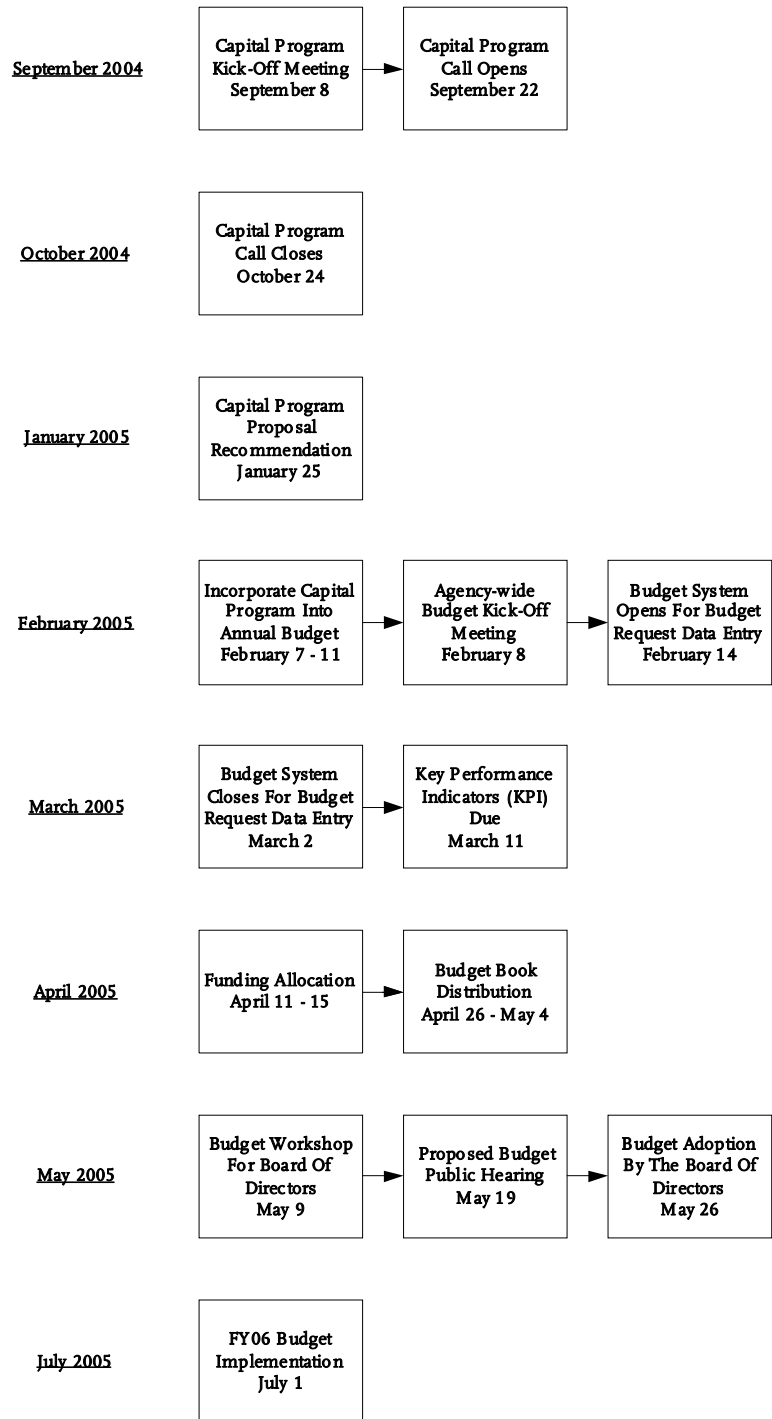 September 2004
Capital Program
Kick-Off Meeting
September 8
Capital Program
Call Opens
September 22
October 2004
Capital Program
Call Closes
October 24
January 2005
Capital Program
Proposal
Recommendation
January 25
February 2005
Incorporate Capital
Program Into
Annual Budget
February 7 - 11
Agency-wide
Budget Kick-Off
Meeting
February 8
Budget System
Opens For Budget
Request Data Entry
February 14
March 2005
Budget System
Closes For Budget
Request Data Entry
March 2
Key Performance
Indicators (KPI)
Due
March 11
April 2005
Funding Allocation
April 11 - 15
Budget Book
Distribution
April 26 - May 4
May 2005
Budget Workshop
For Board Of
Directors
May 9
Proposed Budget
Public Hearing
May 19
Budget Adoption
By The Board Of
Directors
May 26
July 2005
FY06 Budget
Implementation
July 1